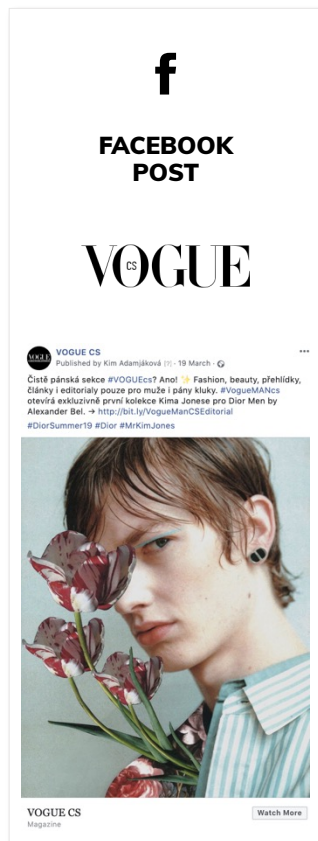 f
FACEBOOK
POST
VOGUE
CS
VOGUE CS
Published by Kim Adamjáková [?] · 19 March ·
Čistě pánská sekce #VOGUEcs? Ano! ✨ Fashion, beauty, přehlídky,
články i editorialy pouze pro muže i pány kluky. #VogueMANcs
otevírá exkluzivně první kolekce Kima Jonese pro Dior Men by
Alexander Bel. → http://bit.ly/VogueManCSEditorial
#DiorSummer19 #Dior #MrKimJones
VOGUE CS
Watch More
Magazine